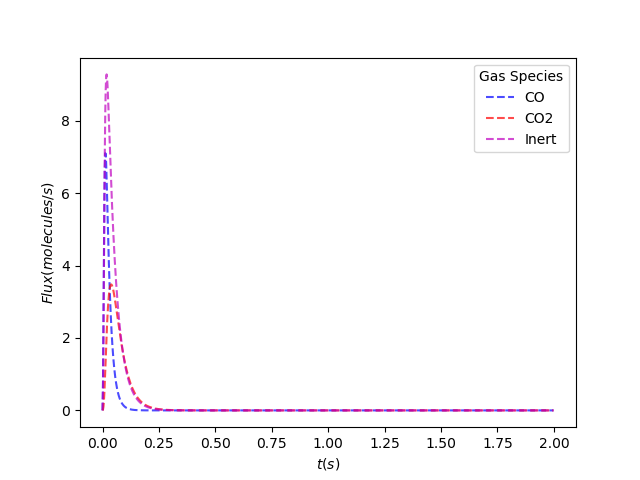 Gas Species
CO
CO2
Inert
Flux(molecules/s)
8
6
4
2
0
0.00 0.25 0.50 0.75 1.00 1.25 1.50 1.75 2.00
t(s)